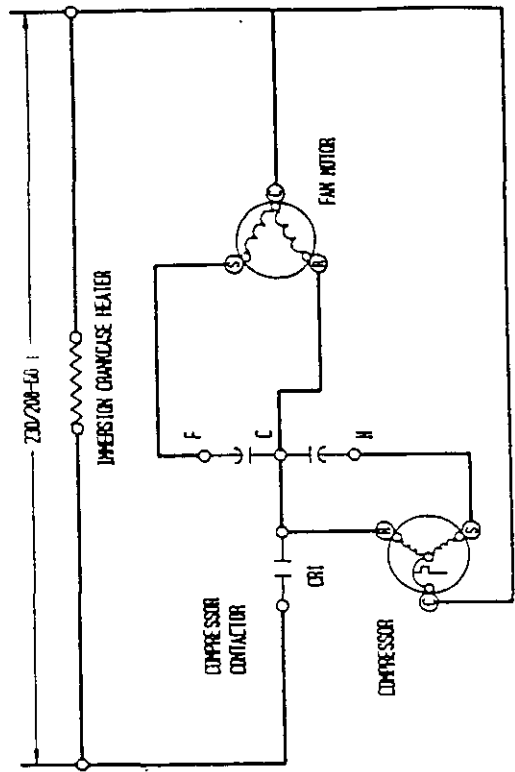 230/208-60 1
IMMERSION CRANKCASE HEATER
F
S
COMPRESSOR
CONTACTOR
CR1
C
C
R
FAN MOTOR
H
R
COMPRESSOR
C
S